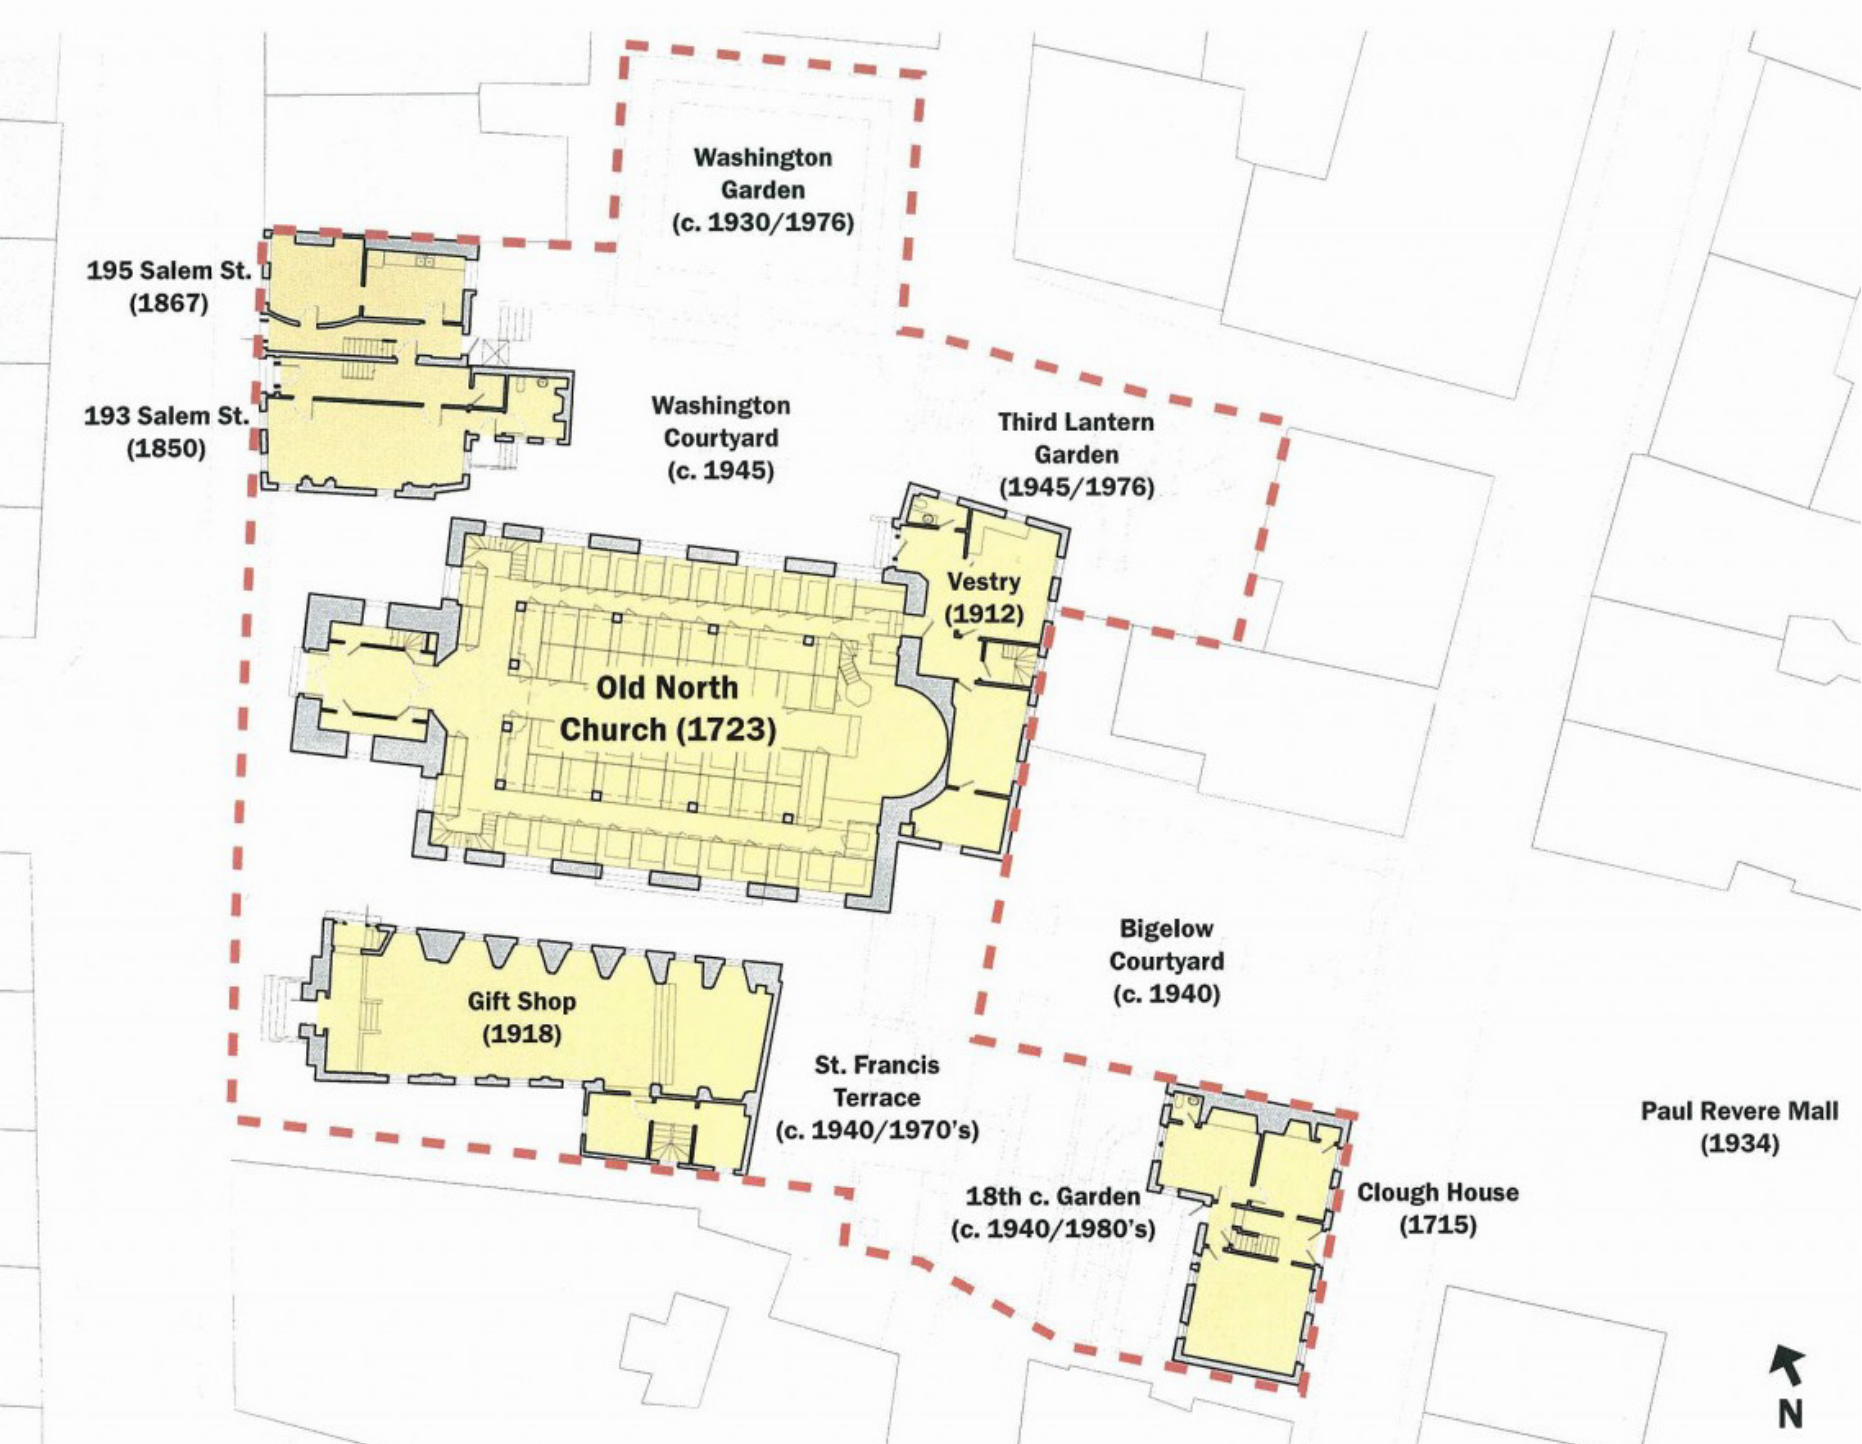 Washington
Garden
(c. 1930/1976)
195 Salem St.
(1867)
193 Salem St.
(1850)
Washington
Courtyard
(c. 1945)
Third Lantern
Garden
(1945/1976)
Vestry
(1912)
Old North
Church (1723)
Bigelow
Courtyard
(c. 1940)
Gift Shop
(1918)
St. Francis
Terrace
(c. 1940/1970's)
Paul Revere Mall
(1934)
18th c. Garden
(c. 1940/1980's)
Clough House
(1715)
N